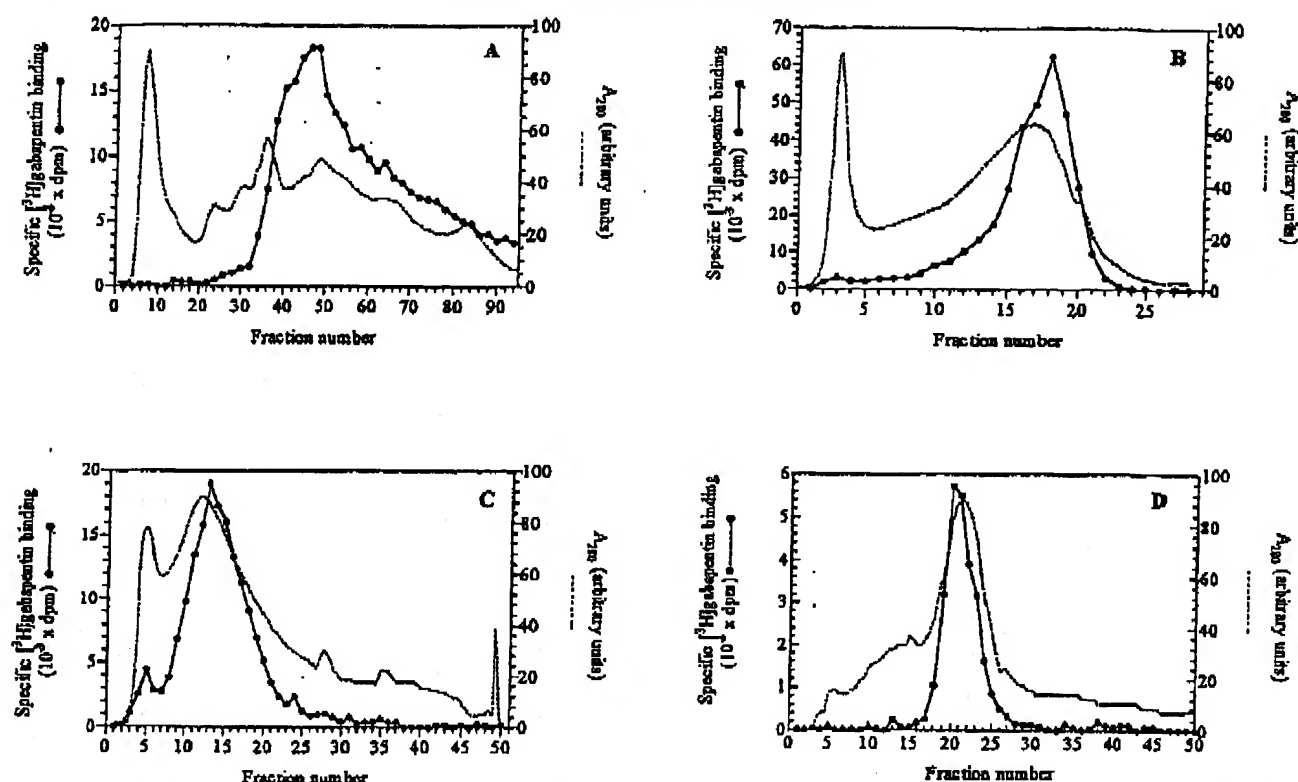 A
Specific [³H]gabapentin binding
(10⁻³ x dpm)
20
15
10
5
0
100
80
60
40
20
0
A₂₈₀ (arbitrary
units)
0 10 20 30 40 50 60 70 80 90
Fraction number
B
Specific [³H]gabapentin binding
(10⁻³ x dpm)
70
60
50
40
30
20
10
0
100
80
60
40
20
0
A₂₈₀ (arbitrary
units)
0 5 10 15 20 25
Fraction number
C
Specific [³H]gabapentin binding
(10⁻³ x dpm)
20
15
10
5
0
100
80
60
40
20
0
A₂₈₀ (arbitrary
units)
0 5 10 15 20 25 30 35 40 45 50
Fraction number
D
Specific [³H]gabapentin binding
(10⁻³ x dpm)
6
5
4
3
2
1
0
100
80
60
40
20
0
A₂₈₀ (arbitrary
units)
0 5 10 15 20 25 30 35 40 45 50
Fraction number